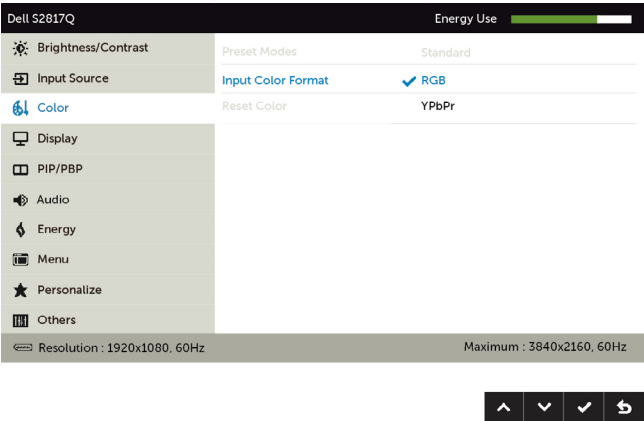 Dell S2817Q Energy Use
Brightness/Contrast
Preset Modes Standard
Input Source
Input Color Format RGB
Color
Reset Color YPbPr
Display
PIP/PBP
Audio
Energy
Menu
Personalize
Others
Resolution : 1920x1080, 60Hz Maximum : 3840x2160, 60Hz